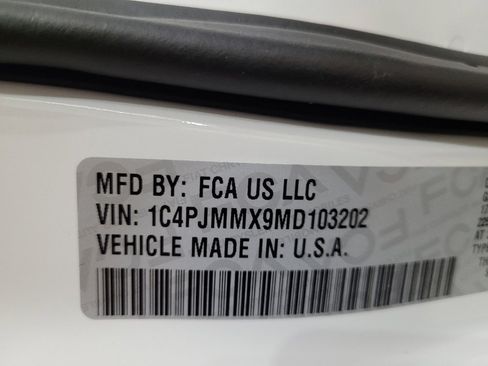 MFD BY: FCA US LLC
VIN: 1C4PJMMX9MD103202
VEHICLE MADE IN: U.S.A.